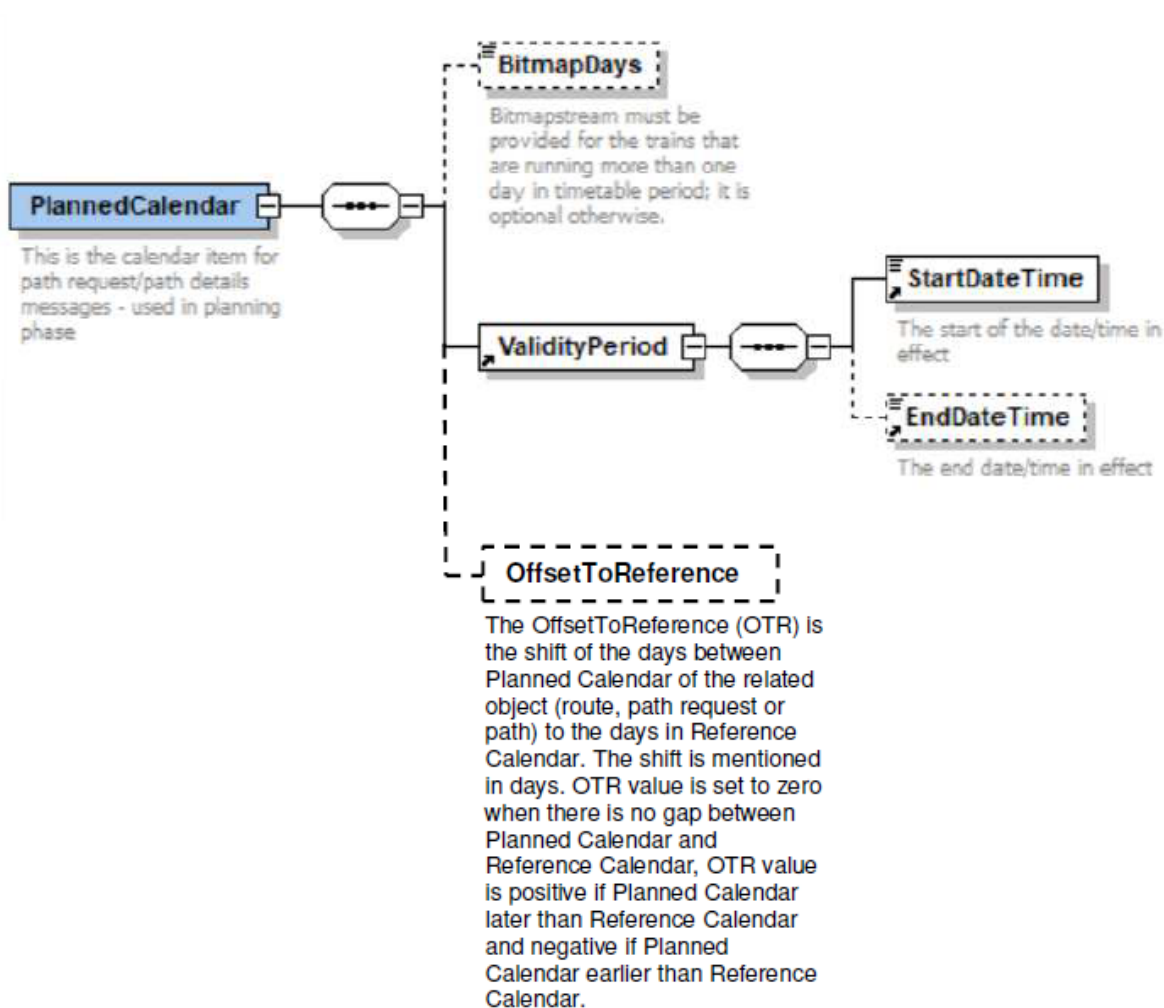 BitmapDays
Bitmapstream must be
provided for the trains that
are running more than one
day in timetable period; it is
optional otherwise.
PlannedCalendar
This is the calendar item for
path request/path details
messages - used in planning
phase
ValidityPeriod
StartDateTime
The start of the date/time in
effect
EndDateTime
The end date/time in effect
OffsetToReference
The OffsetToReference (OTR) is
the shift of the days between
Planned Calendar of the related
object (route, path request or
path) to the days in Reference
Calendar. The shift is mentioned
in days. OTR value is set to zero
when there is no gap between
Planned Calendar and
Reference Calendar, OTR value
is positive if Planned Calendar
later than Reference Calendar
and negative if Planned
Calendar earlier than Reference
Calendar.